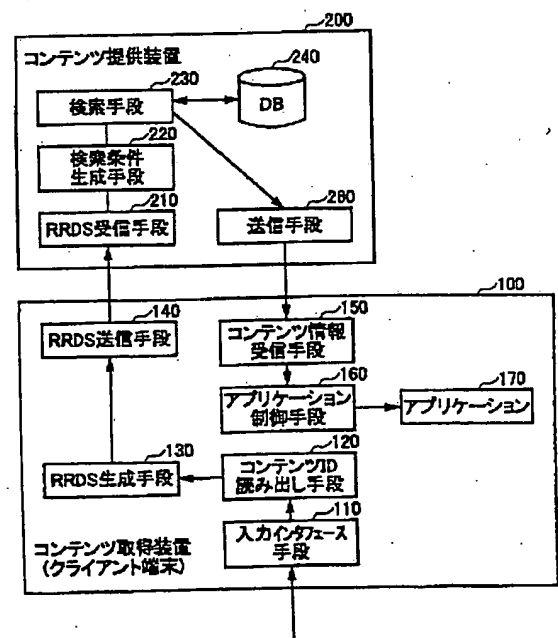 200
コンテンツ提供装置
240
230
検索手段
DB
220
検索条件
生成手段
210
260
RRDS受信手段
送信手段
100
140
150
RRDS送信手段
コンテンツ情報
受信手段
160
170
アプリケーション
制御手段
アプリケーション
120
130
コンテンツID
読み出し手段
RRDS生成手段
110
入力インタフェース
手段
コンテンツ取得装置
(クライアント端末)